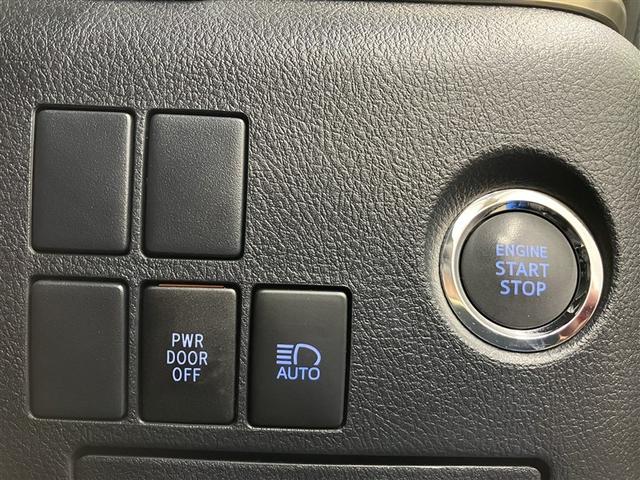 ENGINE
START
STOP
PWR
DOOR
OFF
AUTO